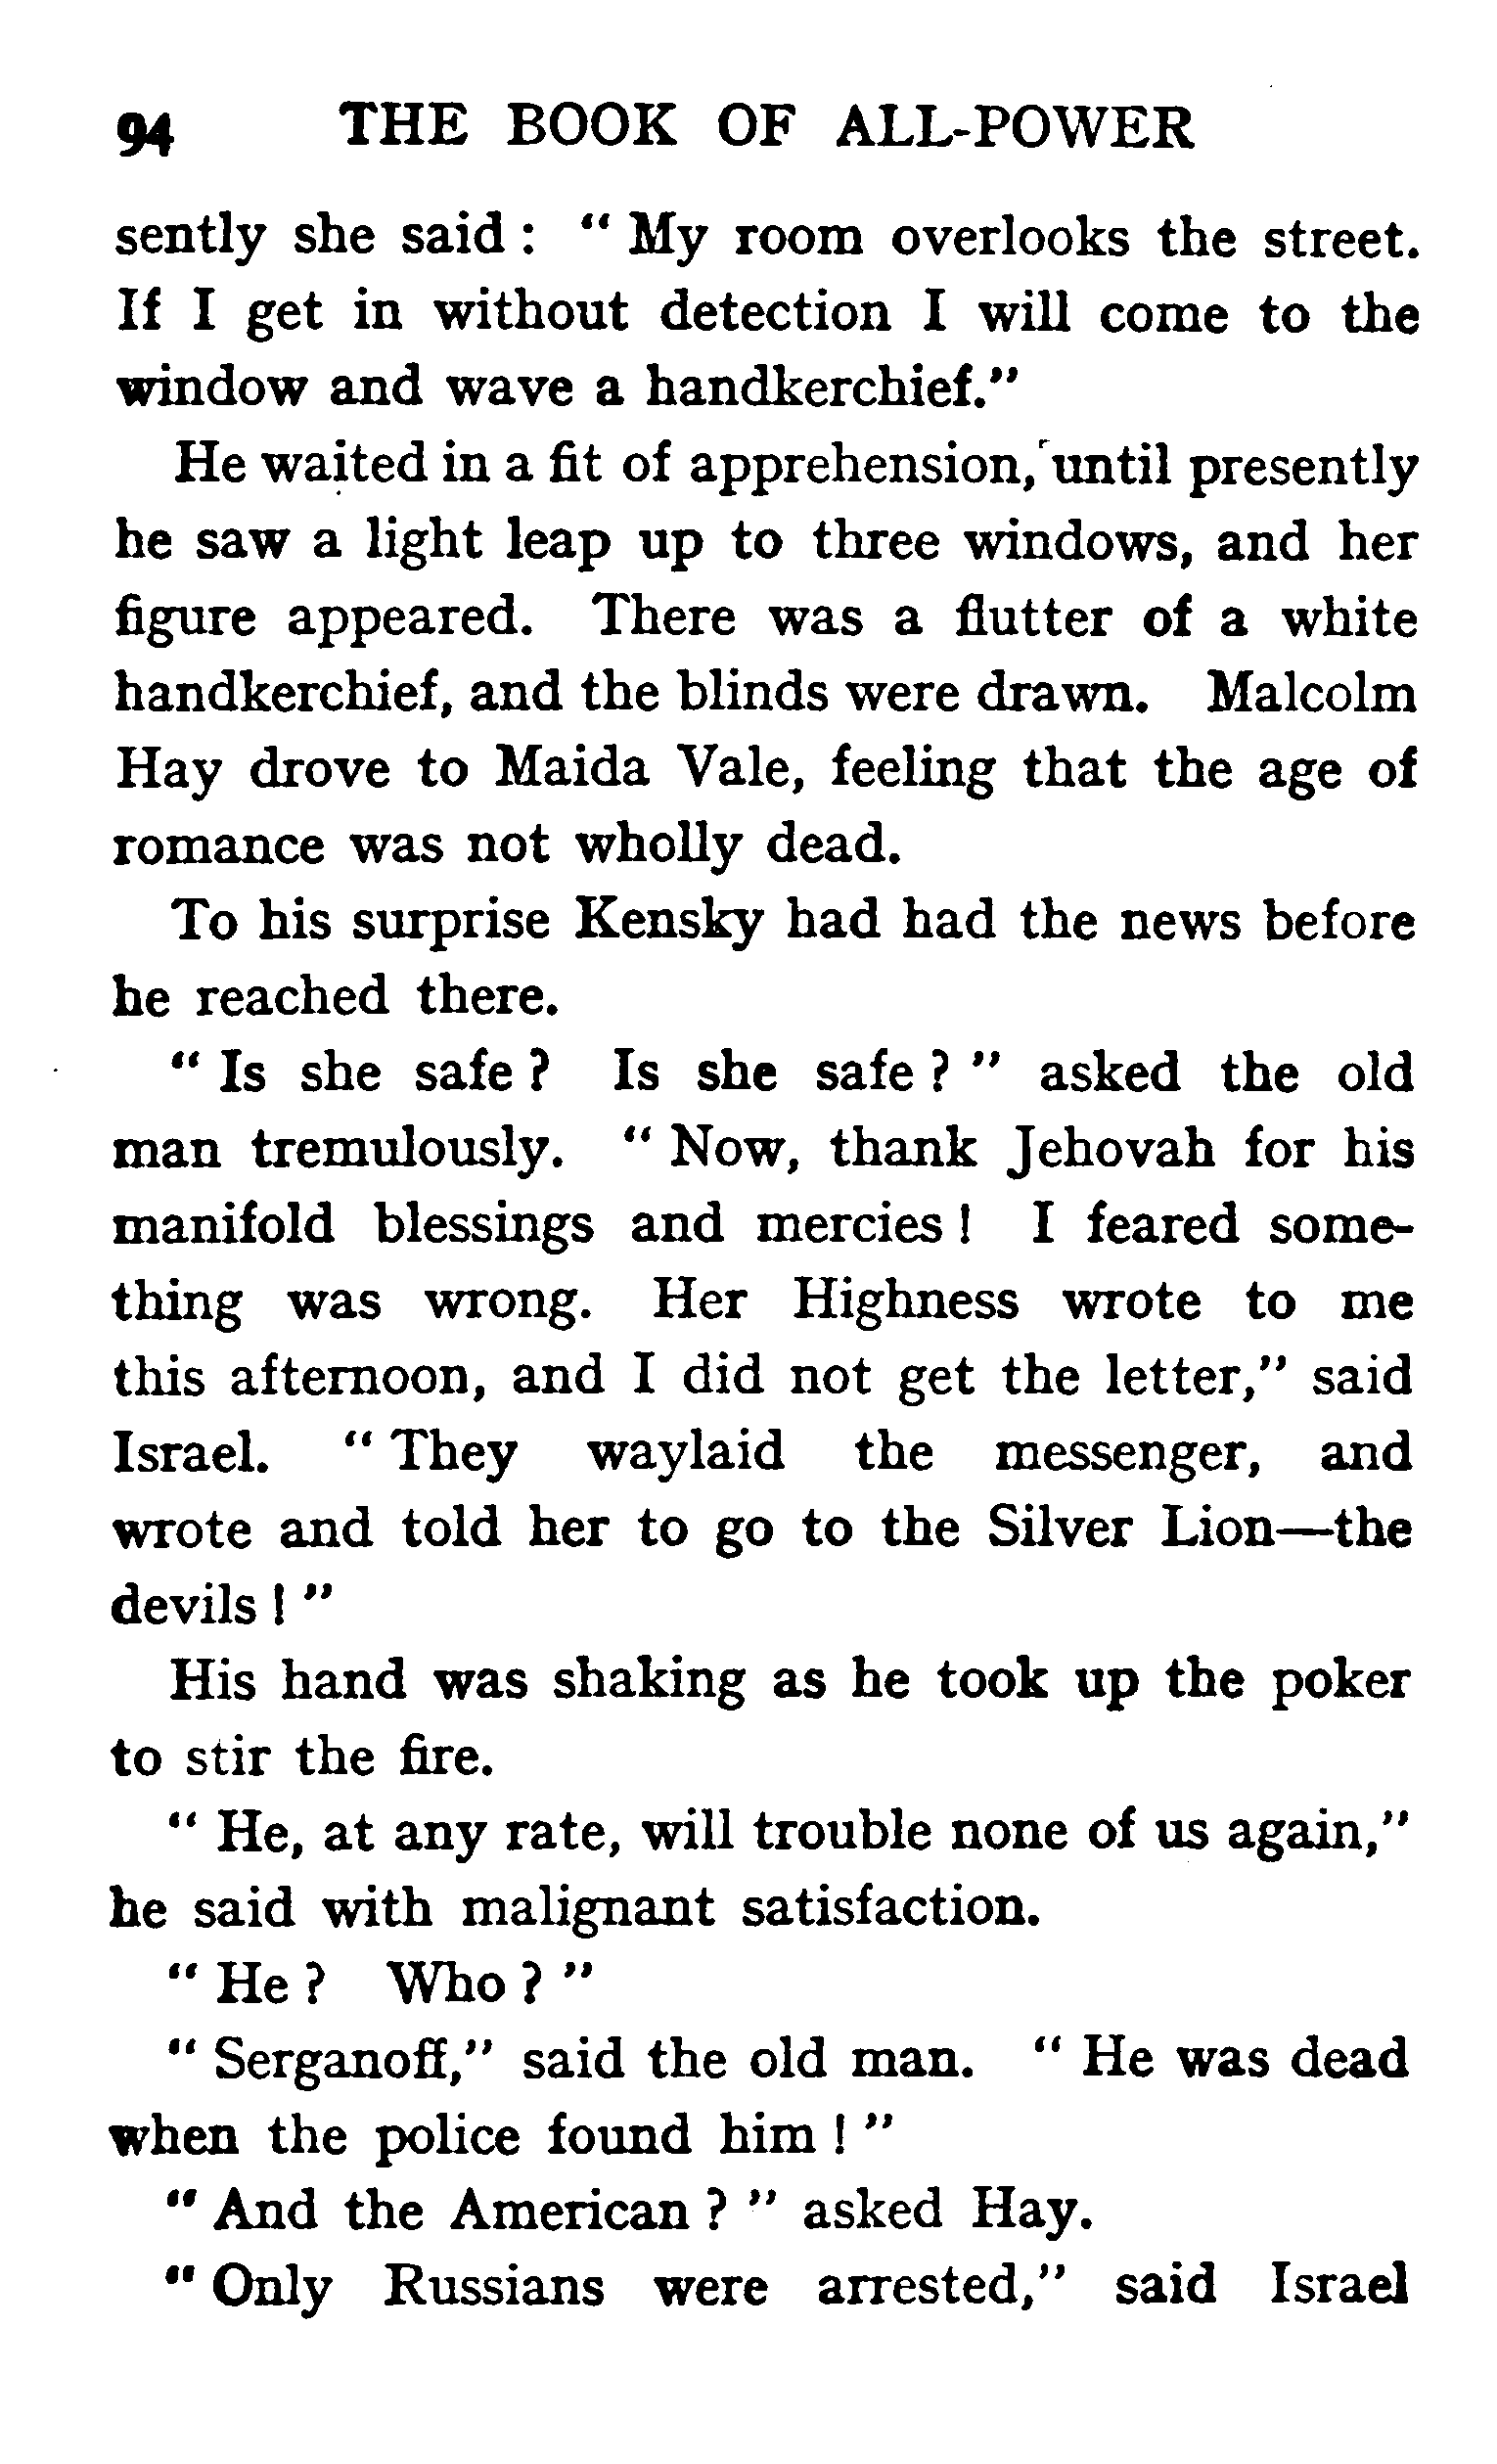 94 THE BOOK OF ALL-POWER
sently she said : " My room overlooks the street.
If I get in without detection I will come to the
window and wave a handkerchief."
He waited in a fit of apprehension, until presently
he saw a light leap up to three windows, and her
figure appeared. There was a flutter of a white
handkerchief, and the blinds were drawn. Malcolm
Hay drove to Maida Vale, feeling that the age of
romance was not wholly dead.
To his surprise Kensky had had the news before
he reached there.
" Is she safe ? Is she safe ? " asked the old
man tremulously. " Now, thank Jehovah for his
manifold blessings and mercies ! I feared some-
thing was wrong. Her Highness wrote to me
this afternoon, and I did not get the letter," said
Israel. " They waylaid the messenger, and
wrote and told her to go to the Silver Lion—the
devils ! "
His hand was shaking as he took up the poker
to stir the fire.
" He, at any rate, will trouble none of us again,"
he said with malignant satisfaction.
" He ? Who ? "
" Serganoff," said the old man. " He was dead
when the police found him ! "
" And the American ? " asked Hay.
" Only Russians were arrested," said Israel